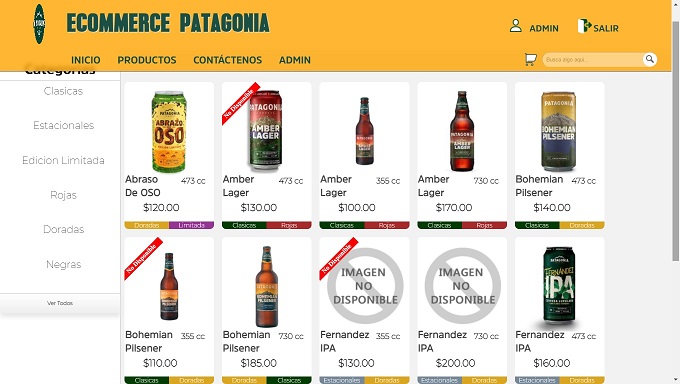 ECOMMERCE PATAGONIA
ADMIN
SALIR
INICIO
PRODUCTOS
CONTÁCTENOS
ADMIN
Busca algo aqui...
Categorias
Clasicas
Estacionales
Edicion Limitada
Rojas
Doradas
Negras
Ver Todos
PATAGONIA
ABRAZO
OSO
Abraso
De OSO
473 cc
$120.00
Doradas
Limitada
No Disponible
PATAGONIA
AMBER
LAGER
Amber
Lager
473 cc
$130.00
Clasicas
Rojas
Amber
Lager
355 cc
$100.00
Clasicas
Rojas
PATAGONIA
AMBER
LAGER
Amber
Lager
730 cc
$170.00
Clasicas
Rojas
PATAGONIA
BOHEMIAN
PILSENER
Bohemian
Pilsener
473 cc
$140.00
Doradas
No Disponible
Bohemian
Pilsener
355 cc
$110.00
Clasicas
Doradas
BOHEMIAN
PILSENER
Bohemian
Pilsener
730 cc
$185.00
Doradas
Clasicas
No Disponible
IMAGEN
NO
DISPONIBLE
Fernandez
IPA
355 cc
$130.00
Estacionales
Doradas
IMAGEN
NO
DISPONIBLE
Fernandez
IPA
730 cc
$200.00
Estacionales
Doradas
PATAGONIA
FERNANDEZ
IPA
Fernandez
IPA
473 cc
$160.00
Estacionales
Doradas